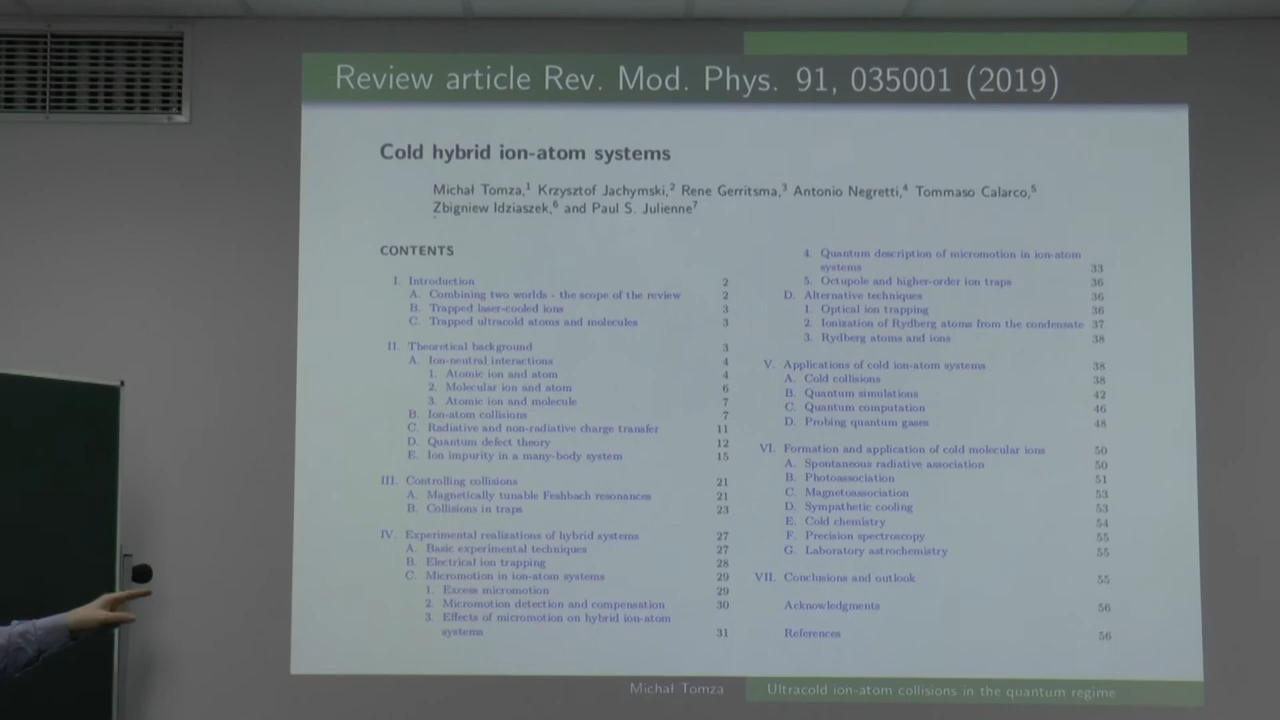 Review article Rev. Mod. Phys. 91, 035001 (2019)
Cold hybrid ion-atom systems
Michał Tomza,1 Krzysztof Jachymski,2 Rene Gerritsma,3 Antonio Negretti,4 Tommaso Calarco,5
Zbigniew Idziaszek,6 and Paul S. Julienne7
CONTENTS
I. Introduction 2
A. Combining two worlds - the scope of the review 2
B. Trapped laser-cooled ions 3
C. Trapped ultracold atoms and molecules 3
II. Theoretical background 3
A. Ion-neutral interactions 4
1. Atomic ion and atom 4
2. Molecular ion and atom 6
3. Atomic ion and molecule 7
B. Ion-atom collisions 7
C. Radiative and non-radiative charge transfer 11
D. Quantum defect theory 12
E. Ion impurity in a many-body system 15
III. Controlling collisions 21
A. Magnetically tunable Feshbach resonances 21
B. Collisions in traps 23
IV. Experimental realizations of hybrid systems 27
A. Basic experimental techniques 27
B. Electrical ion trapping 28
C. Micromotion in ion-atom systems 29
1. Excess micromotion 29
2. Micromotion detection and compensation 30
3. Effects of micromotion on hybrid ion-atom
systems 31
4. Quantum description of micromotion in ion-atom
systems 33
5. Octupole and higher-order ion traps 36
D. Alternative techniques 36
1. Optical ion trapping 36
2. Ionization of Rydberg atoms from the condensate 37
3. Rydberg atoms and ions 38
V. Applications of cold ion-atom systems 38
A. Cold collisions 38
B. Quantum simulations 42
C. Quantum computation 46
D. Probing quantum gases 48
VI. Formation and application of cold molecular ions 50
A. Spontaneous radiative association 50
B. Photoassociation 51
C. Magnetoassociation 53
D. Sympathetic cooling 53
E. Cold chemistry 54
F. Precision spectroscopy 55
G. Laboratory astrochemistry 55
VII. Conclusions and outlook 55
Acknowledgments 56
References 56
Michał Tomza Ultracold ion-atom collisions in the quantum regime